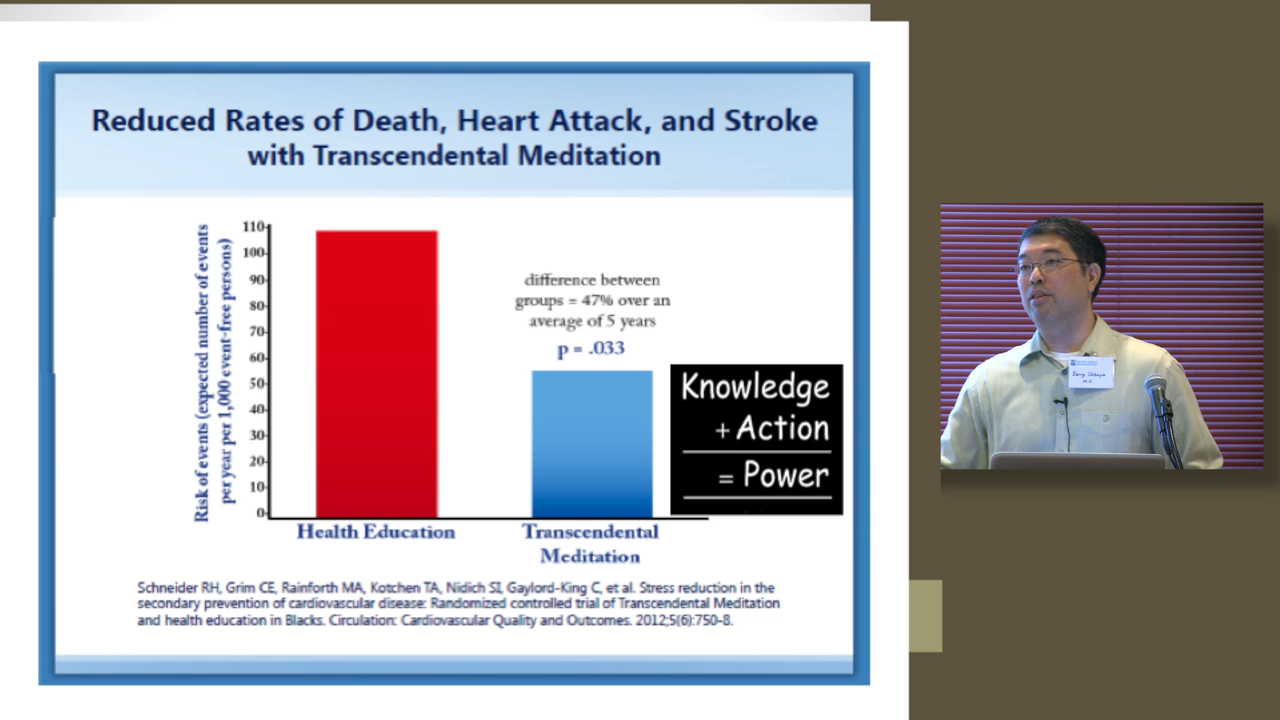 Reduced Rates of Death, Heart Attack, and Stroke
with Transcendental Meditation
Risk of events (expected number of events
per year per 1,000 event-free persons)
110
100
90
80
70
60
50
40
30
20
10
0
difference between
groups = 47% over an
average of 5 years
p = .033
Knowledge
+ Action
= Power
Health Education
Transcendental
Meditation
Schneider RH, Grim CE, Rainforth MA, Kotchen TA, Nidich SI, Gaylord-King C, et al. Stress reduction in the
secondary prevention of cardiovascular disease: Randomized controlled trial of Transcendental Meditation
and health education in Blacks. Circulation: Cardiovascular Quality and Outcomes. 2012;5(6):750-8.
M.D.